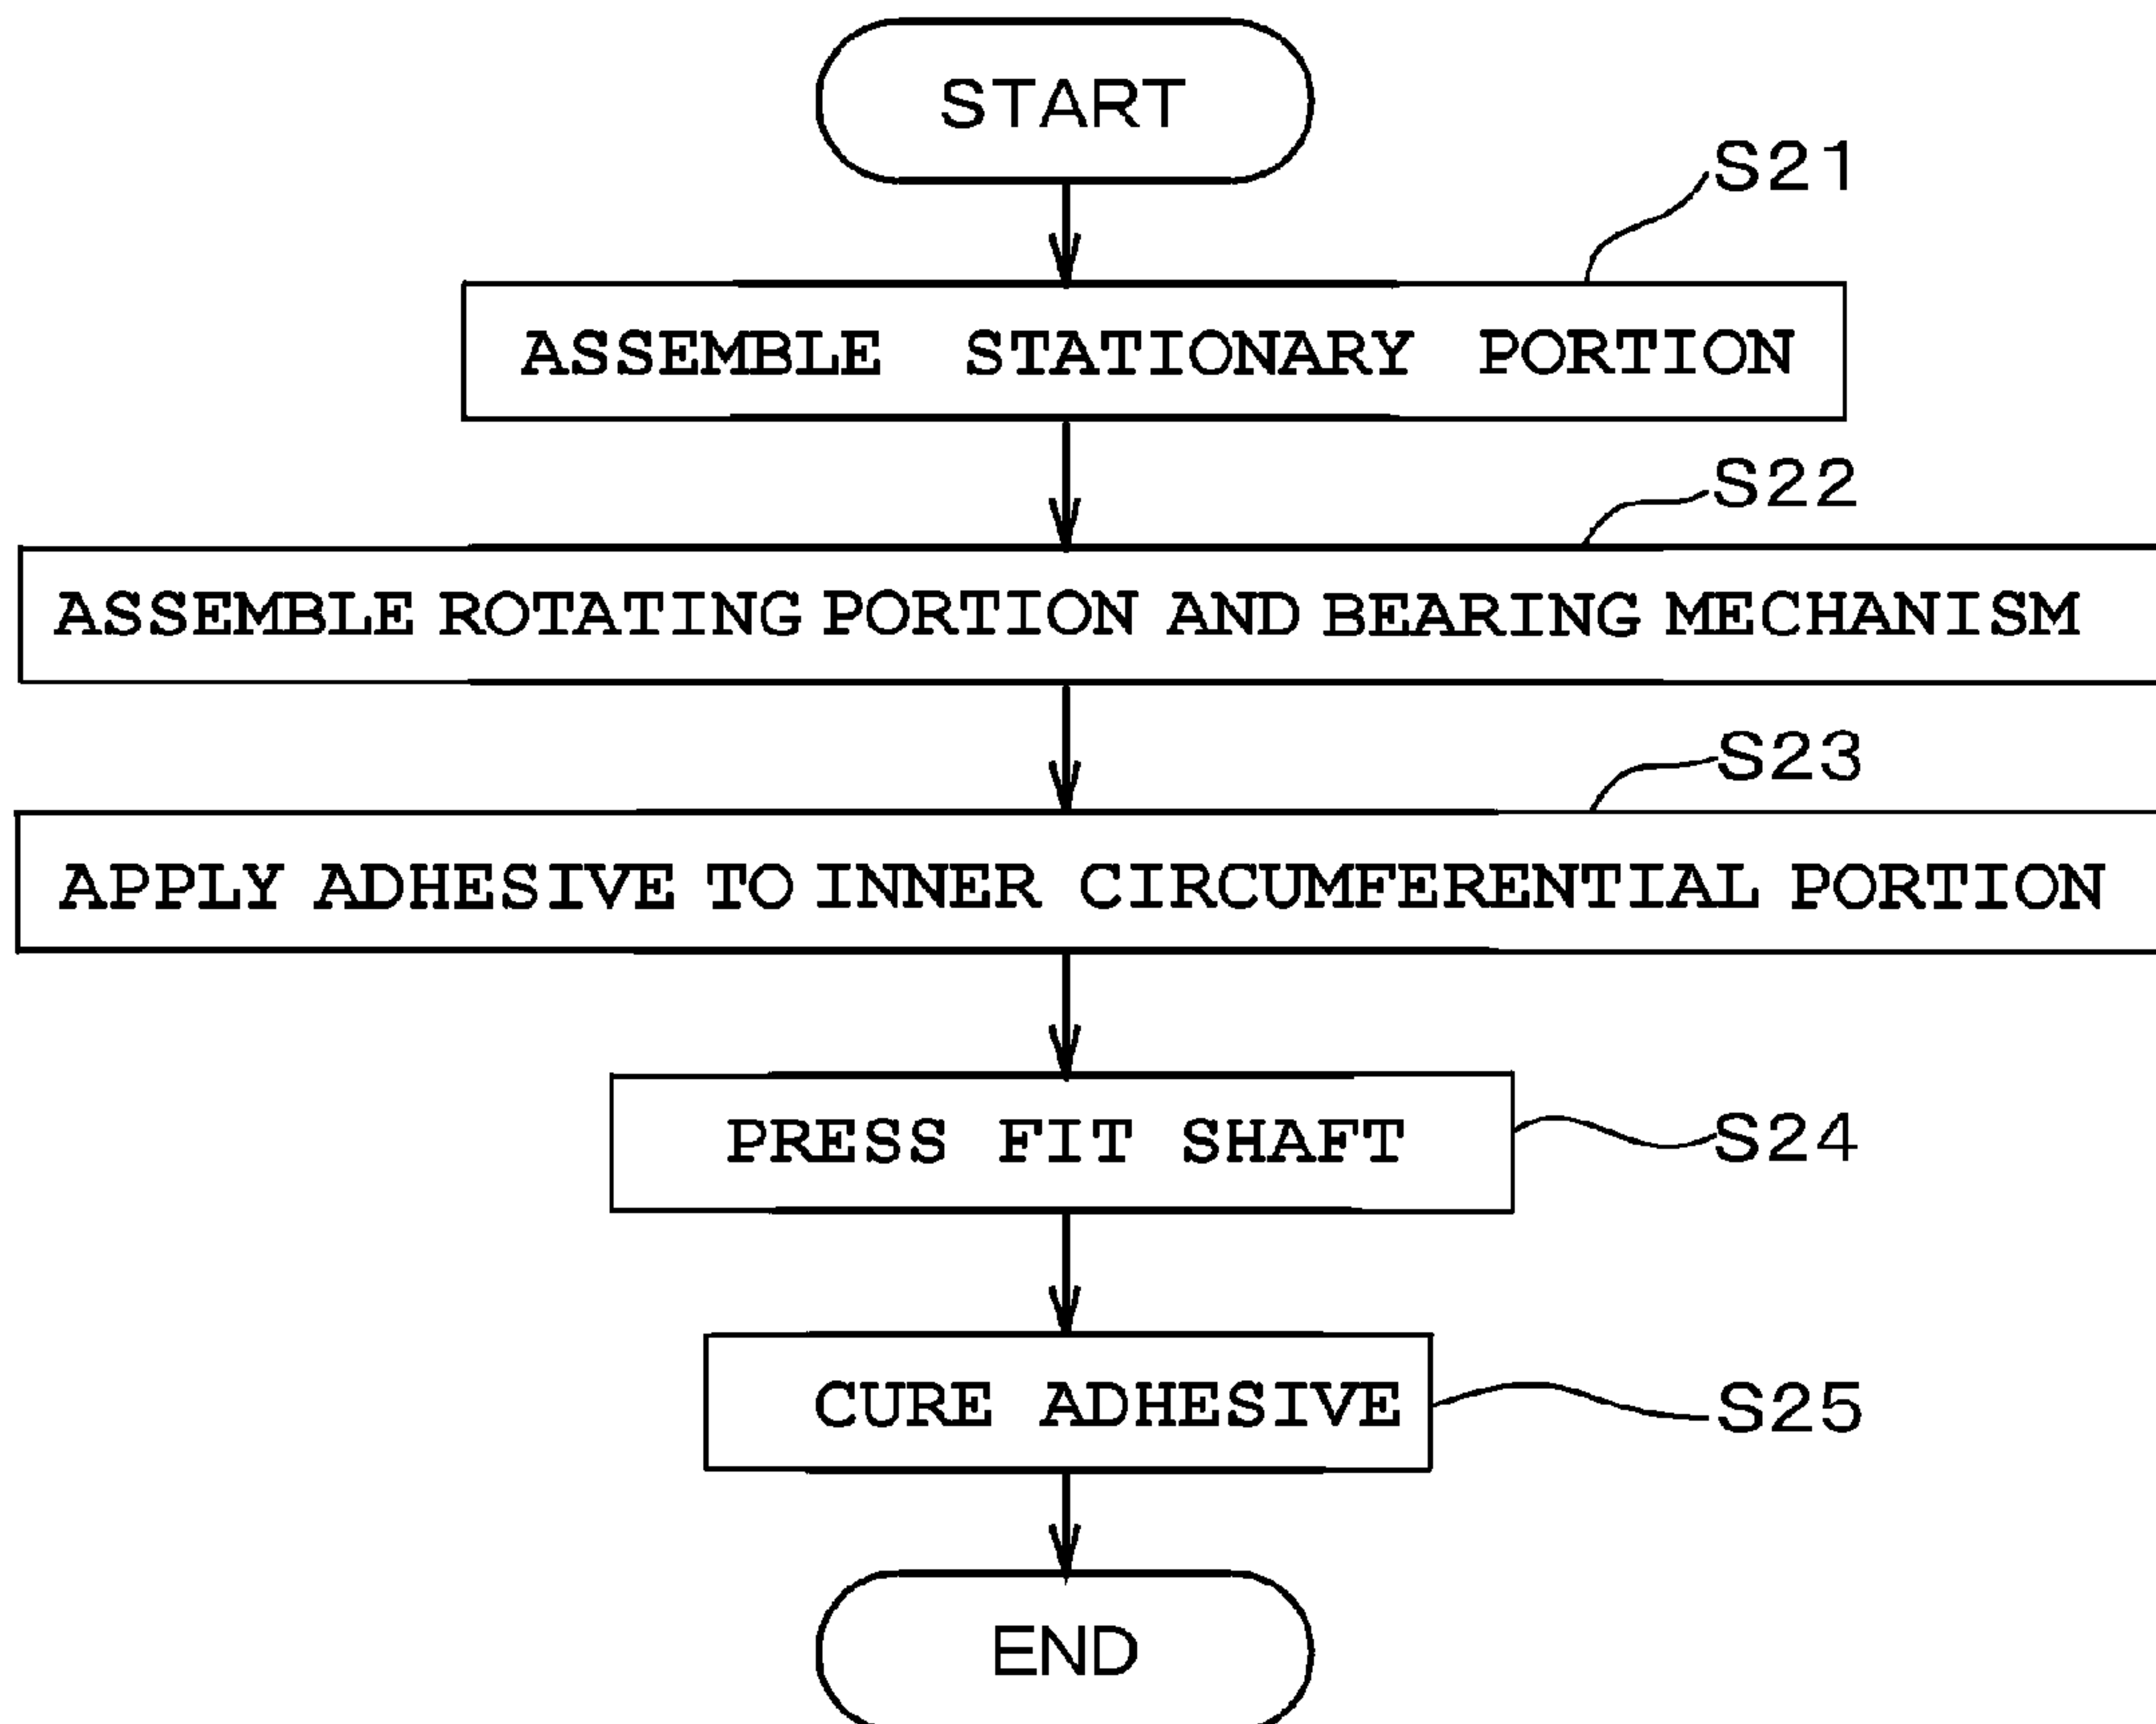 START
S21
ASSEMBLE STATIONARY PORTION
S22
ASSEMBLE ROTATING PORTION AND BEARING MECHANISM
S23
APPLY ADHESIVE TO INNER CIRCUMFERENTIAL PORTION
PRESS FIT SHAFT
S24
CURE ADHESIVE
S25
END